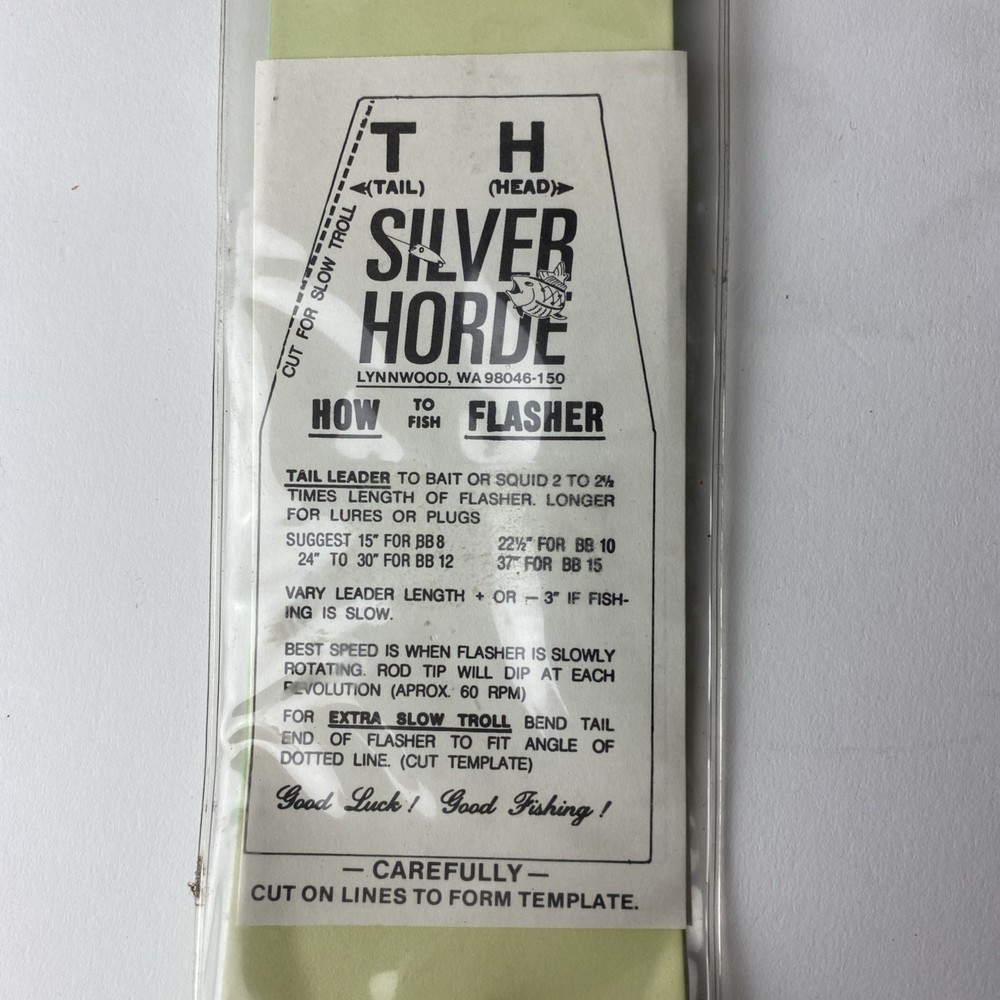 T H
(TAIL) (HEAD)
CUT FOR SLOW TROLL
SILVER
HORDE
LYNNWOOD, WA 98046-150
HOW TO FISH FLASHER
TAIL LEADER TO BAIT OR SQUID 2 TO 2½
TIMES LENGTH OF FLASHER. LONGER
FOR LURES OR PLUGS
SUGGEST 15" FOR BB 8 22½" FOR BB 10
24" TO 30" FOR BB 12 37" FOR BB 15
VARY LEADER LENGTH + OR – 3" IF FISH-
ING IS SLOW.
BEST SPEED IS WHEN FLASHER IS SLOWLY
ROTATING. ROD TIP WILL DIP AT EACH
REVOLUTION (APROX. 60 RPM)
FOR EXTRA SLOW TROLL BEND TAIL
END OF FLASHER TO FIT ANGLE OF
DOTTED LINE. (CUT TEMPLATE)
Good Luck! Good Fishing!
— CAREFULLY —
CUT ON LINES TO FORM TEMPLATE.